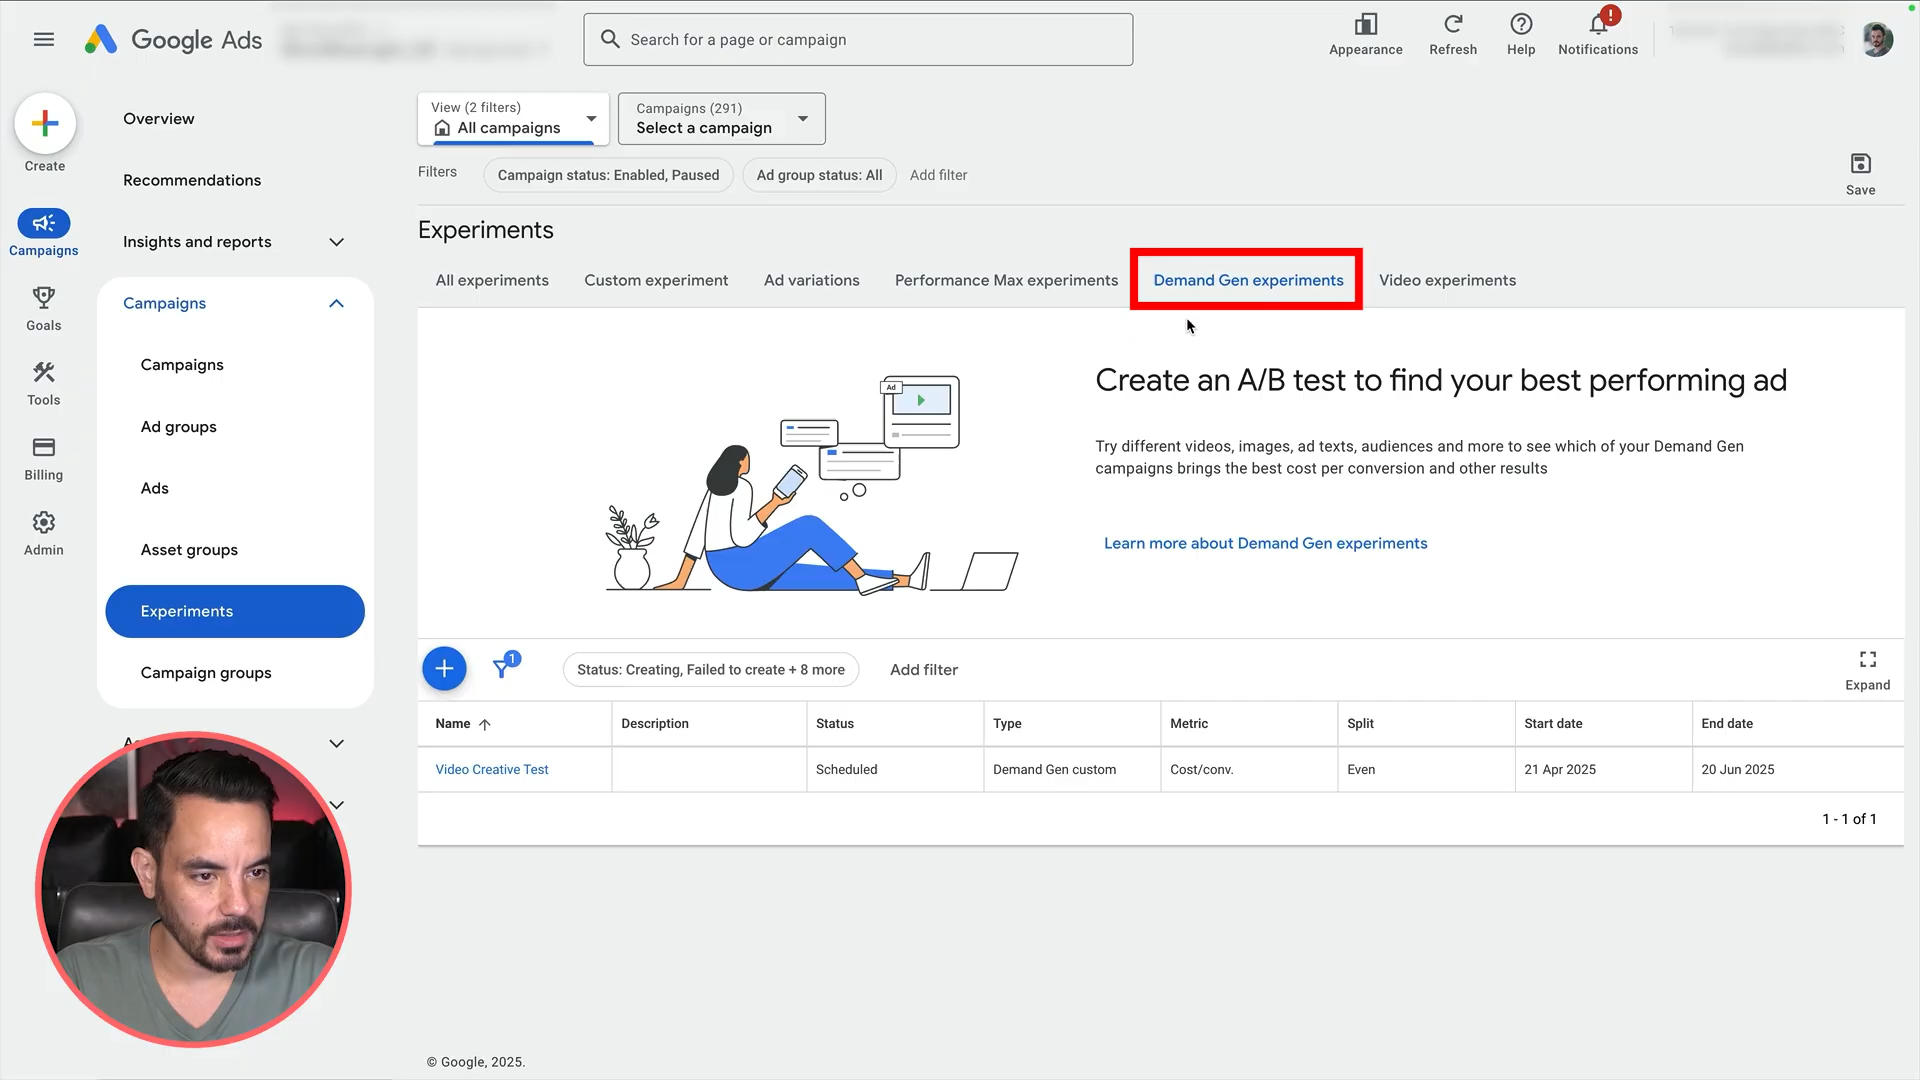 Google Ads
Search for a page or campaign
Appearance
Refresh
Help
!
Notifications
Create
Campaigns
Goals
Tools
Billing
Admin
Overview
Recommendations
Insights and reports
Campaigns
Campaigns
Ad groups
Ads
Asset groups
Experiments
Campaign groups
View (2 filters)
All campaigns
Campaigns (291)
Select a campaign
Filters
Campaign status: Enabled, Paused
Ad group status: All
Add filter
Save
Experiments
All experiments
Custom experiment
Ad variations
Performance Max experiments
Demand Gen experiments
Video experiments
Ad
Create an A/B test to find your best performing ad
Try different videos, images, ad texts, audiences and more to see which of your Demand Gen
campaigns brings the best cost per conversion and other results
Learn more about Demand Gen experiments
1
Status: Creating, Failed to create + 8 more
Add filter
Expand
Name Description Status Type Metric Split Start date End date
Video Creative Test Scheduled Demand Gen custom Cost/conv. Even 21 Apr 2025 20 Jun 2025
1 - 1 of 1
© Google, 2025.